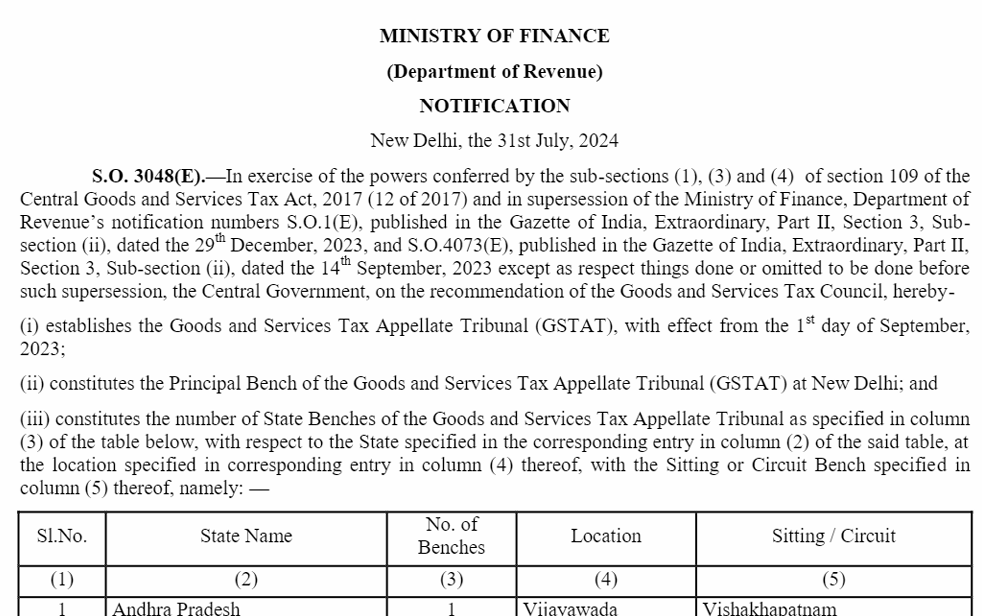 MINISTRY OF FINANCE
(Department of Revenue)
NOTIFICATION
New Delhi, the 31st July, 2024
S.O. 3048(E).—In exercise of the powers conferred by the sub-sections (1), (3) and (4) of section 109 of the
Central Goods and Services Tax Act, 2017 (12 of 2017) and in supersession of the Ministry of Finance, Department of
Revenue's notification numbers S.O.1(E), published in the Gazette of India, Extraordinary, Part II, Section 3, Sub-
section (ii), dated the 29th December, 2023, and S.O.4073(E), published in the Gazette of India, Extraordinary, Part II,
Section 3, Sub-section (ii), dated the 14th September, 2023 except as respect things done or omitted to be done before
such supersession, the Central Government, on the recommendation of the Goods and Services Tax Council, hereby-
(i) establishes the Goods and Services Tax Appellate Tribunal (GSTAT), with effect from the 1st day of September,
2023;
(ii) constitutes the Principal Bench of the Goods and Services Tax Appellate Tribunal (GSTAT) at New Delhi; and
(iii) constitutes the number of State Benches of the Goods and Services Tax Appellate Tribunal as specified in column
(3) of the table below, with respect to the State specified in the corresponding entry in column (2) of the said table, at
the location specified in corresponding entry in column (4) thereof, with the Sitting or Circuit Bench specified in
column (5) thereof, namely: —
Sl.No. State Name No. of Benches Location Sitting / Circuit
(1) (2) (3) (4) (5)
1 Andhra Pradesh 1 Vijayawada Vishakhapatnam